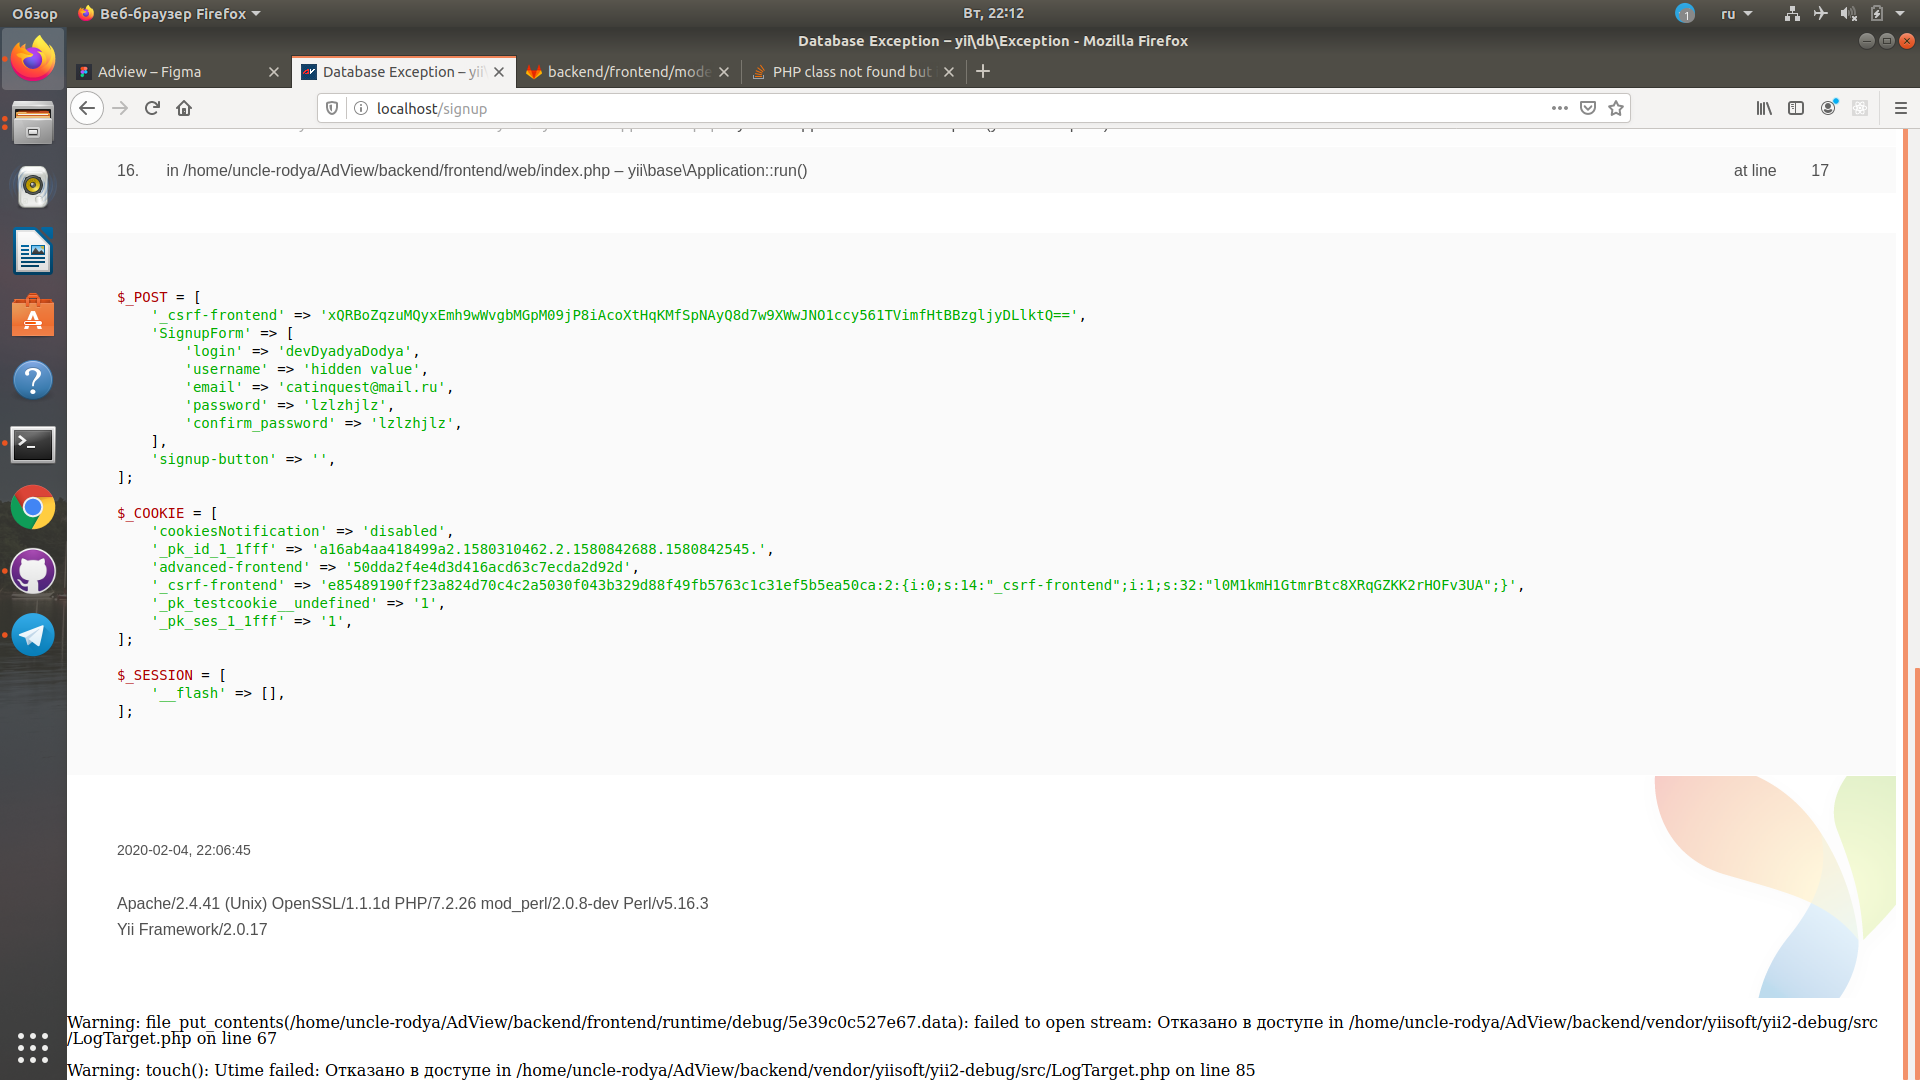 Обзор
Веб-браузер Firefox
Вт, 22:12
1
ru
Database Exception – yii\db\Exception - Mozilla Firefox
Adview – Figma
Database Exception – yii\
backend/frontend/mode
PHP class not found but
localhost/signup
16. in /home/uncle-rodya/AdView/backend/frontend/web/index.php – yii\base\Application::run() at line 17
$_POST = [
'_csrf-frontend' => 'xQRBoZqzuMQyxEmh9wWvgbMGpM09jP8iAcoXtHqKMfSpNAyQ8d7w9XWwJNO1ccy561TVimfHtBBzgljyDLlktQ==',
'SignupForm' => [
'login' => 'devDyadyaDodya',
'username' => 'hidden value',
'email' => 'catinquest@mail.ru',
'password' => 'lzlzhjlz',
'confirm_password' => 'lzlzhjlz',
],
'signup-button' => '',
];
$_COOKIE = [
'cookiesNotification' => 'disabled',
'_pk_id_1_1fff' => 'a16ab4aa418499a2.1580310462.2.1580842688.1580842545.',
'advanced-frontend' => '50dda2f4e4d3d416acd63c7ecda2d92d',
'_csrf-frontend' => 'e85489190ff23a824d70c4c2a5030f043b329d88f49fb5763c1c31ef5b5ea50ca:2:{i:0;s:14:"_csrf-frontend";i:1;s:32:"l0M1kmH1GtmrBtc8XRqGZKK2rHOFv3UA";}',
'_pk_testcookie__undefined' => '1',
'_pk_ses_1_1fff' => '1',
];
$_SESSION = [
'__flash' => [],
];
2020-02-04, 22:06:45
Apache/2.4.41 (Unix) OpenSSL/1.1.1d PHP/7.2.26 mod_perl/2.0.8-dev Perl/v5.16.3
Yii Framework/2.0.17
Warning: file_put_contents(/home/uncle-rodya/AdView/backend/frontend/runtime/debug/5e39c0c527e67.data): failed to open stream: Отказано в доступе in /home/uncle-rodya/AdView/backend/vendor/yiisoft/yii2-debug/src
/LogTarget.php on line 67
Warning: touch(): Utime failed: Отказано в доступе in /home/uncle-rodya/AdView/backend/vendor/yiisoft/yii2-debug/src/LogTarget.php on line 85